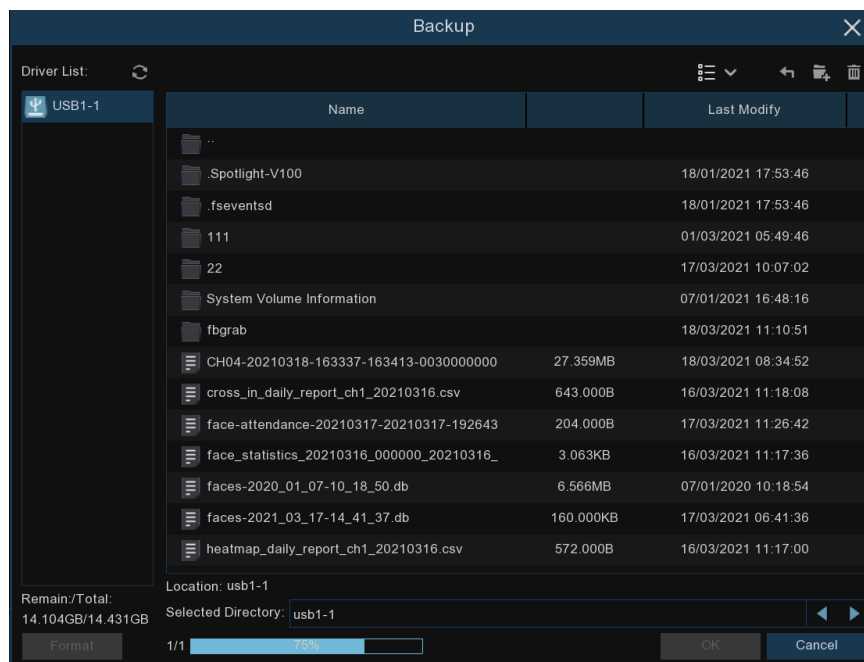 Backup
Driver List:
USB1-1
Name Last Modify
..
.Spotlight-V100 18/01/2021 17:53:46
.fseventsd 18/01/2021 17:53:46
111 01/03/2021 05:49:46
22 17/03/2021 10:07:02
System Volume Information 07/01/2021 16:48:16
fbgrab 18/03/2021 11:10:51
CH04-20210318-163337-163413-0030000000 27.359MB 18/03/2021 08:34:52
cross_in_daily_report_ch1_20210316.csv 643.000B 16/03/2021 11:18:08
face-attendance-20210317-20210317-192643 204.000B 17/03/2021 11:26:42
face_statistics_20210316_000000_20210316_ 3.063KB 16/03/2021 11:17:36
faces-2020_01_07-10_18_50.db 6.566MB 07/01/2020 10:18:54
faces-2021_03_17-14_41_37.db 160.000KB 17/03/2021 06:41:36
heatmap_daily_report_ch1_20210316.csv 572.000B 16/03/2021 11:17:00
Location: usb1-1
Remain:/Total:
14.104GB/14.431GB
Selected Directory: usb1-1
Format 1/1 75% OK Cancel